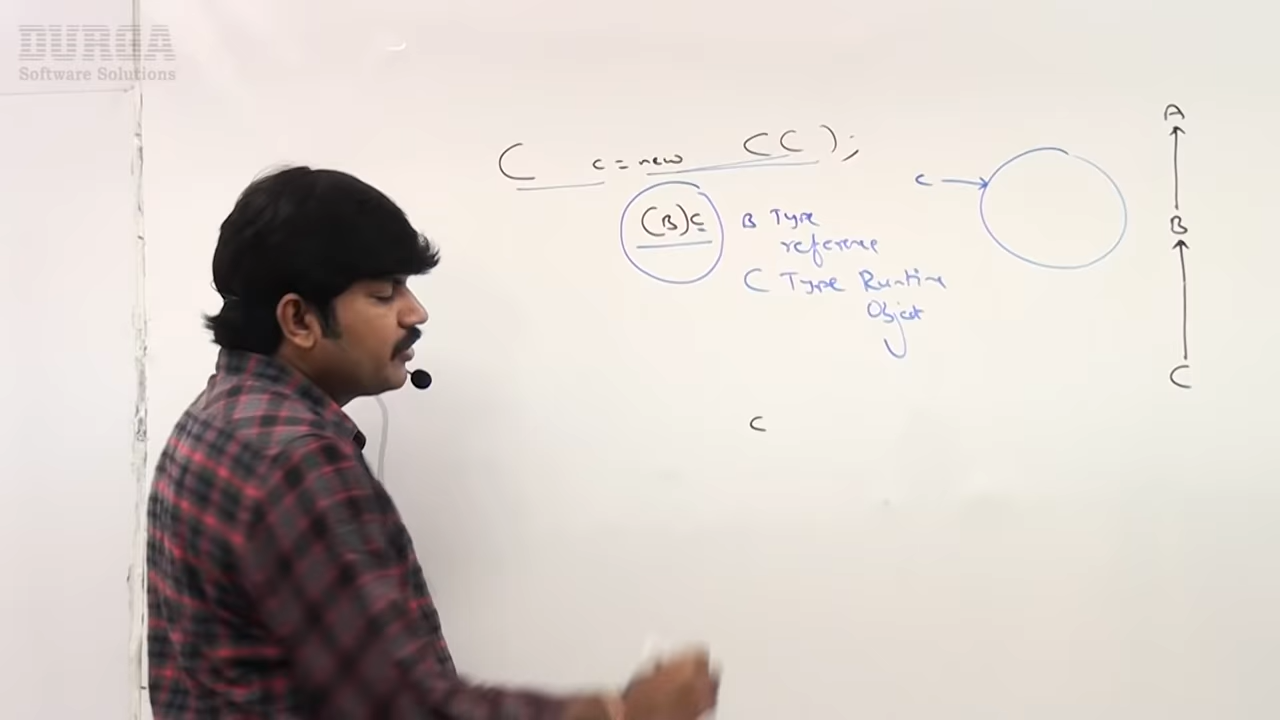 DURGA
Software Solutions
C c = new C( );
(B)c B Type
reference
C Type Runtime
Object
c
c
A
B
C